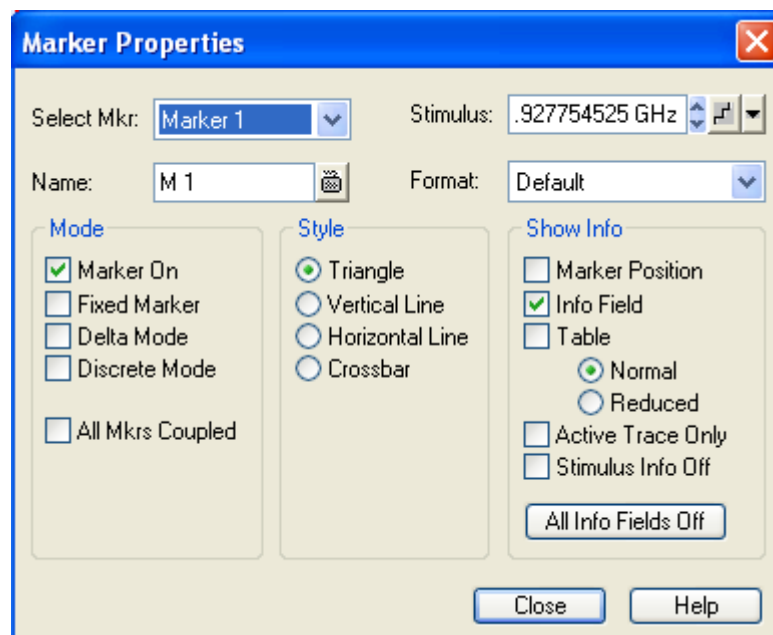 Marker Properties
Select Mkr: Marker 1 Stimulus: .927754525 GHz
Name: M 1 Format: Default
Mode Style Show Info
Marker On Triangle Marker Position
Fixed Marker Vertical Line Info Field
Delta Mode Horizontal Line Table
Discrete Mode Crossbar Normal
Reduced
All Mkrs Coupled Active Trace Only
Stimulus Info Off
All Info Fields Off
Close Help